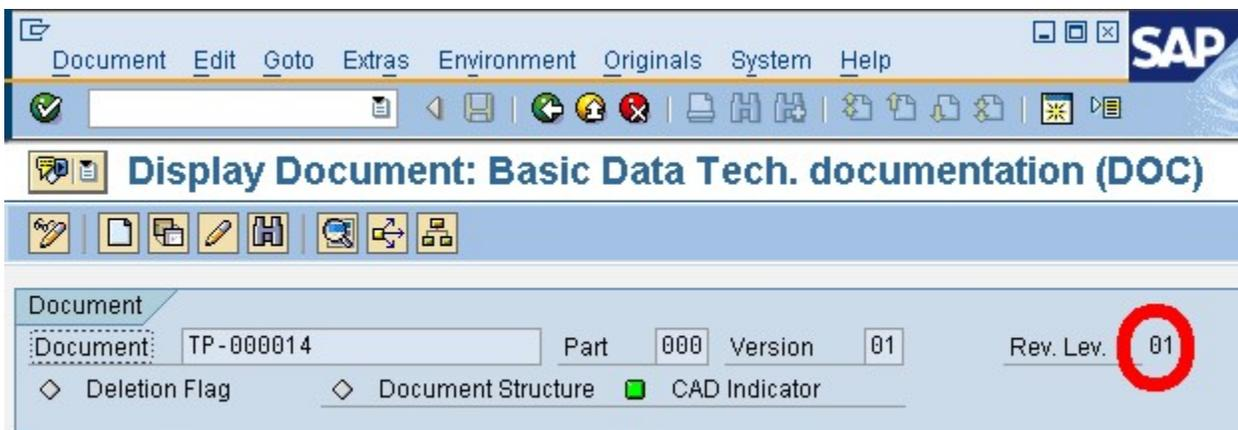 Document Edit Goto Extras Environment Originals System Help
SAP
Display Document: Basic Data Tech. documentation (DOC)
Document
Document TP-000014 Part 000 Version 01 Rev. Lev. 01
Deletion Flag Document Structure CAD Indicator